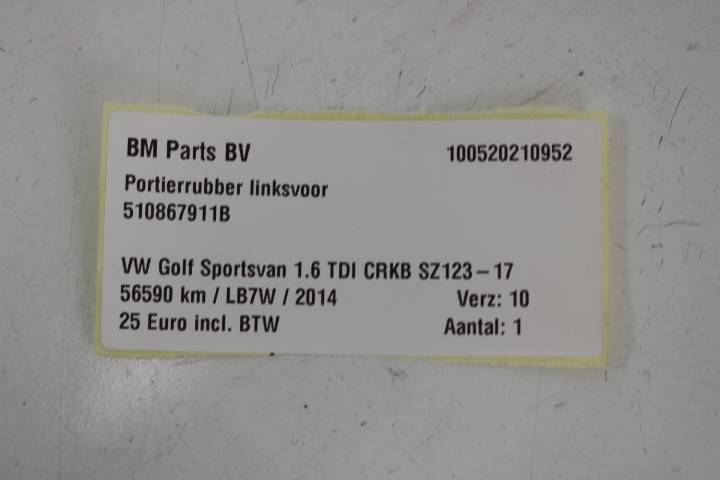 BM Parts BV 100520210952
Portierrubber linksvoor
510867911B
VW Golf Sportsvan 1.6 TDI CRKB SZ123-17
56590 km / LB7W / 2014 Verz: 10
25 Euro incl. BTW Aantal: 1